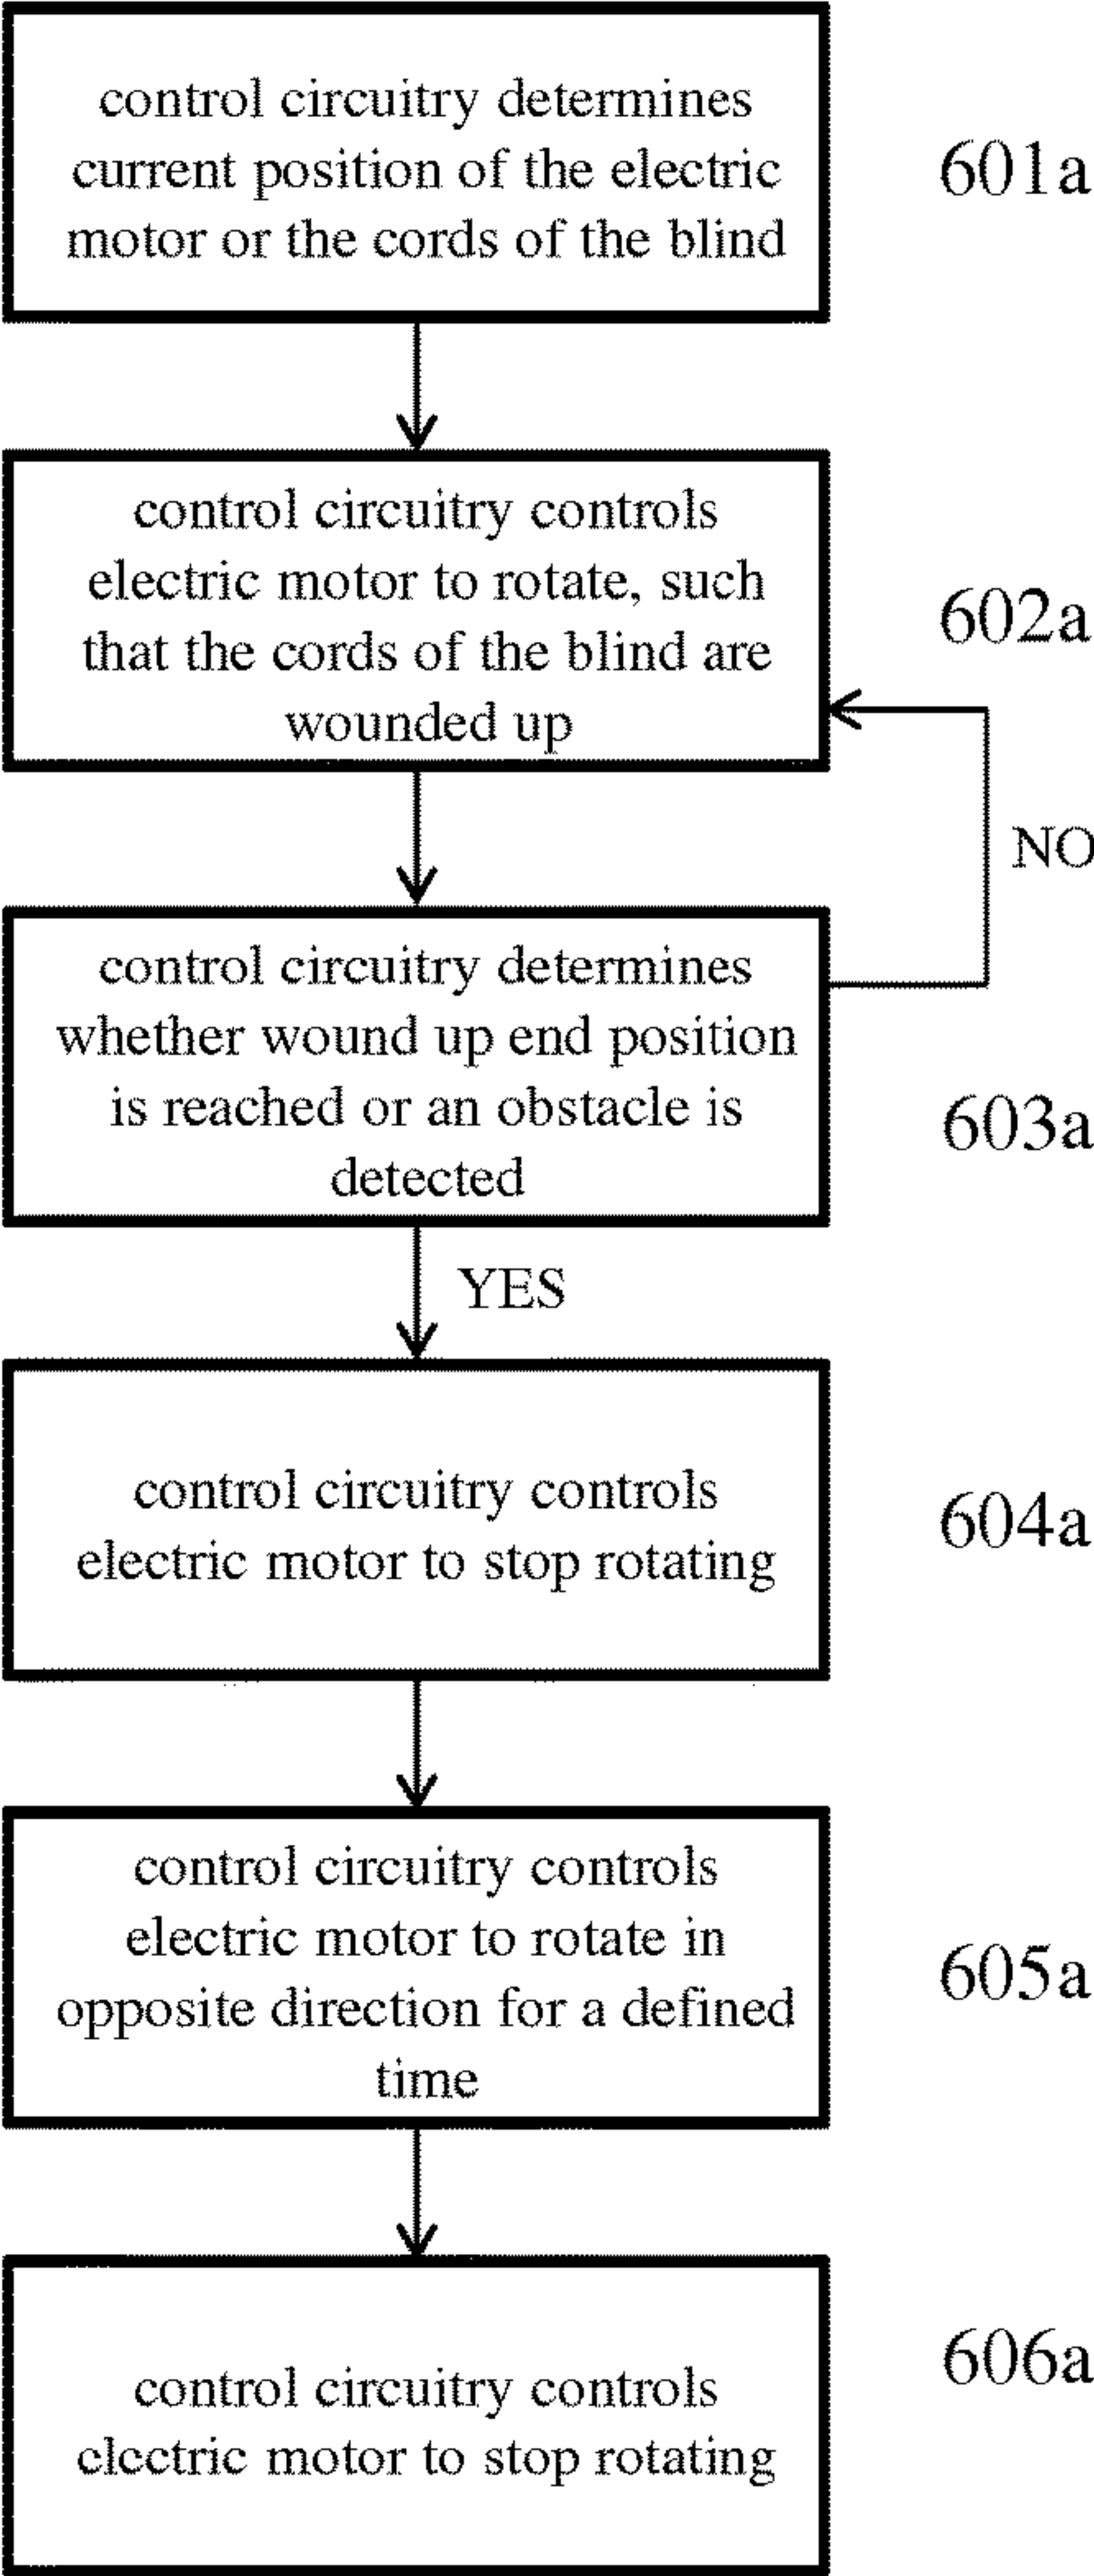 control circuitry determines
current position of the electric
motor or the cords of the blind
601a
control circuitry controls
electric motor to rotate, such
that the cords of the blind are
wounded up
602a
NO
control circuitry determines
whether wound up end position
is reached or an obstacle is
detected
603a
YES
control circuitry controls
electric motor to stop rotating
604a
control circuitry controls
electric motor to rotate in
opposite direction for a defined
time
605a
control circuitry controls
electric motor to stop rotating
606a